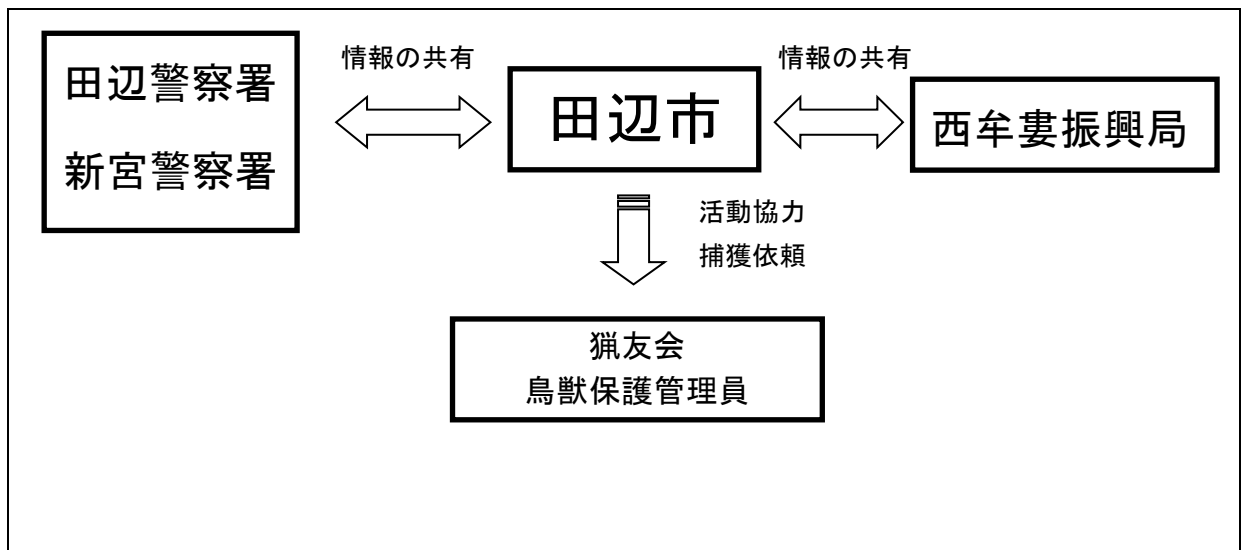 田辺警察署
新宮警察署
情報の共有
田辺市
情報の共有
西牟婁振興局
活動協力
捕獲依頼
猟友会
鳥獣保護管理員